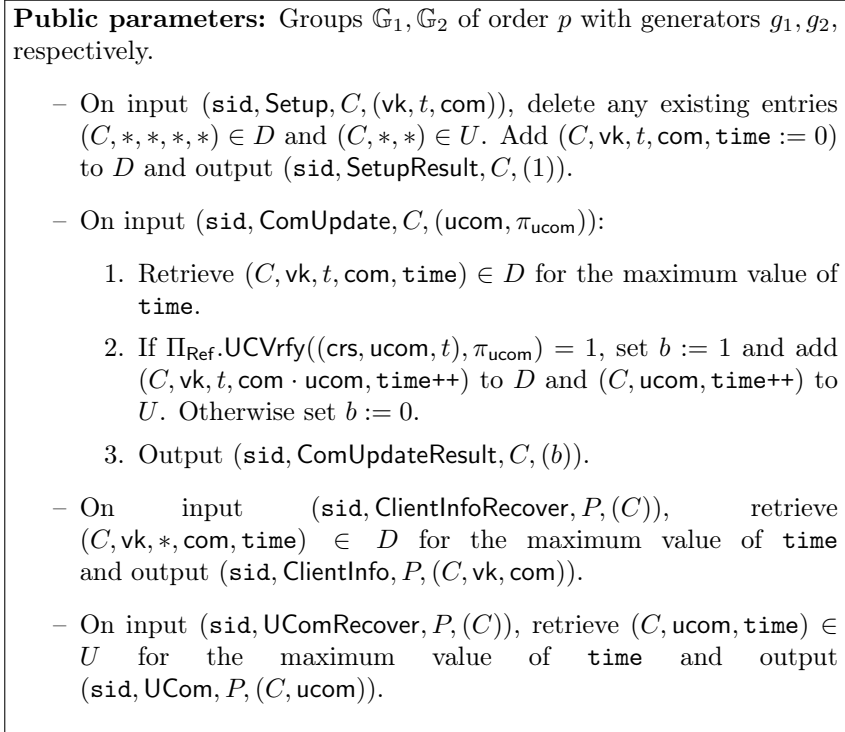 Public parameters: Groups 𝔾₁, 𝔾₂ of order p with generators g₁, g₂,
respectively.
– On input (sid, Setup, C, (vk, t, com)), delete any existing entries
(C, ∗, ∗, ∗, ∗) ∈ D and (C, ∗, ∗) ∈ U. Add (C, vk, t, com, time := 0)
to D and output (sid, SetupResult, C, (1)).
– On input (sid, ComUpdate, C, (ucom, π_ucom)):
1. Retrieve (C, vk, t, com, time) ∈ D for the maximum value of
time.
2. If Π_Ref.UCVrfy((crs, ucom, t), π_ucom) = 1, set b := 1 and add
(C, vk, t, com · ucom, time++) to D and (C, ucom, time++) to
U. Otherwise set b := 0.
3. Output (sid, ComUpdateResult, C, (b)).
– On input (sid, ClientInfoRecover, P, (C)), retrieve
(C, vk, ∗, com, time) ∈ D for the maximum value of time
and output (sid, ClientInfo, P, (C, vk, com)).
– On input (sid, UComRecover, P, (C)), retrieve (C, ucom, time) ∈
U for the maximum value of time and output
(sid, UCom, P, (C, ucom)).